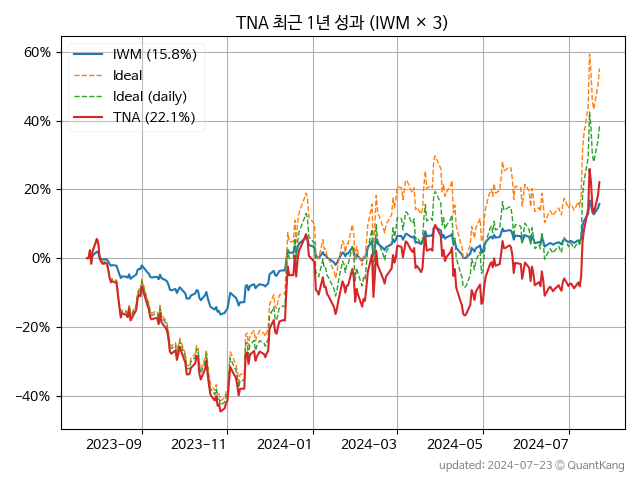 TNA 최근 1년 성과 (IWM × 3)
IWM (15.8%)
Ideal
Ideal (daily)
TNA (22.1%)
60%
40%
20%
0%
−20%
−40%
2023-09 2023-11 2024-01 2024-03 2024-05 2024-07
updated: 2024-07-23 © QuantKang